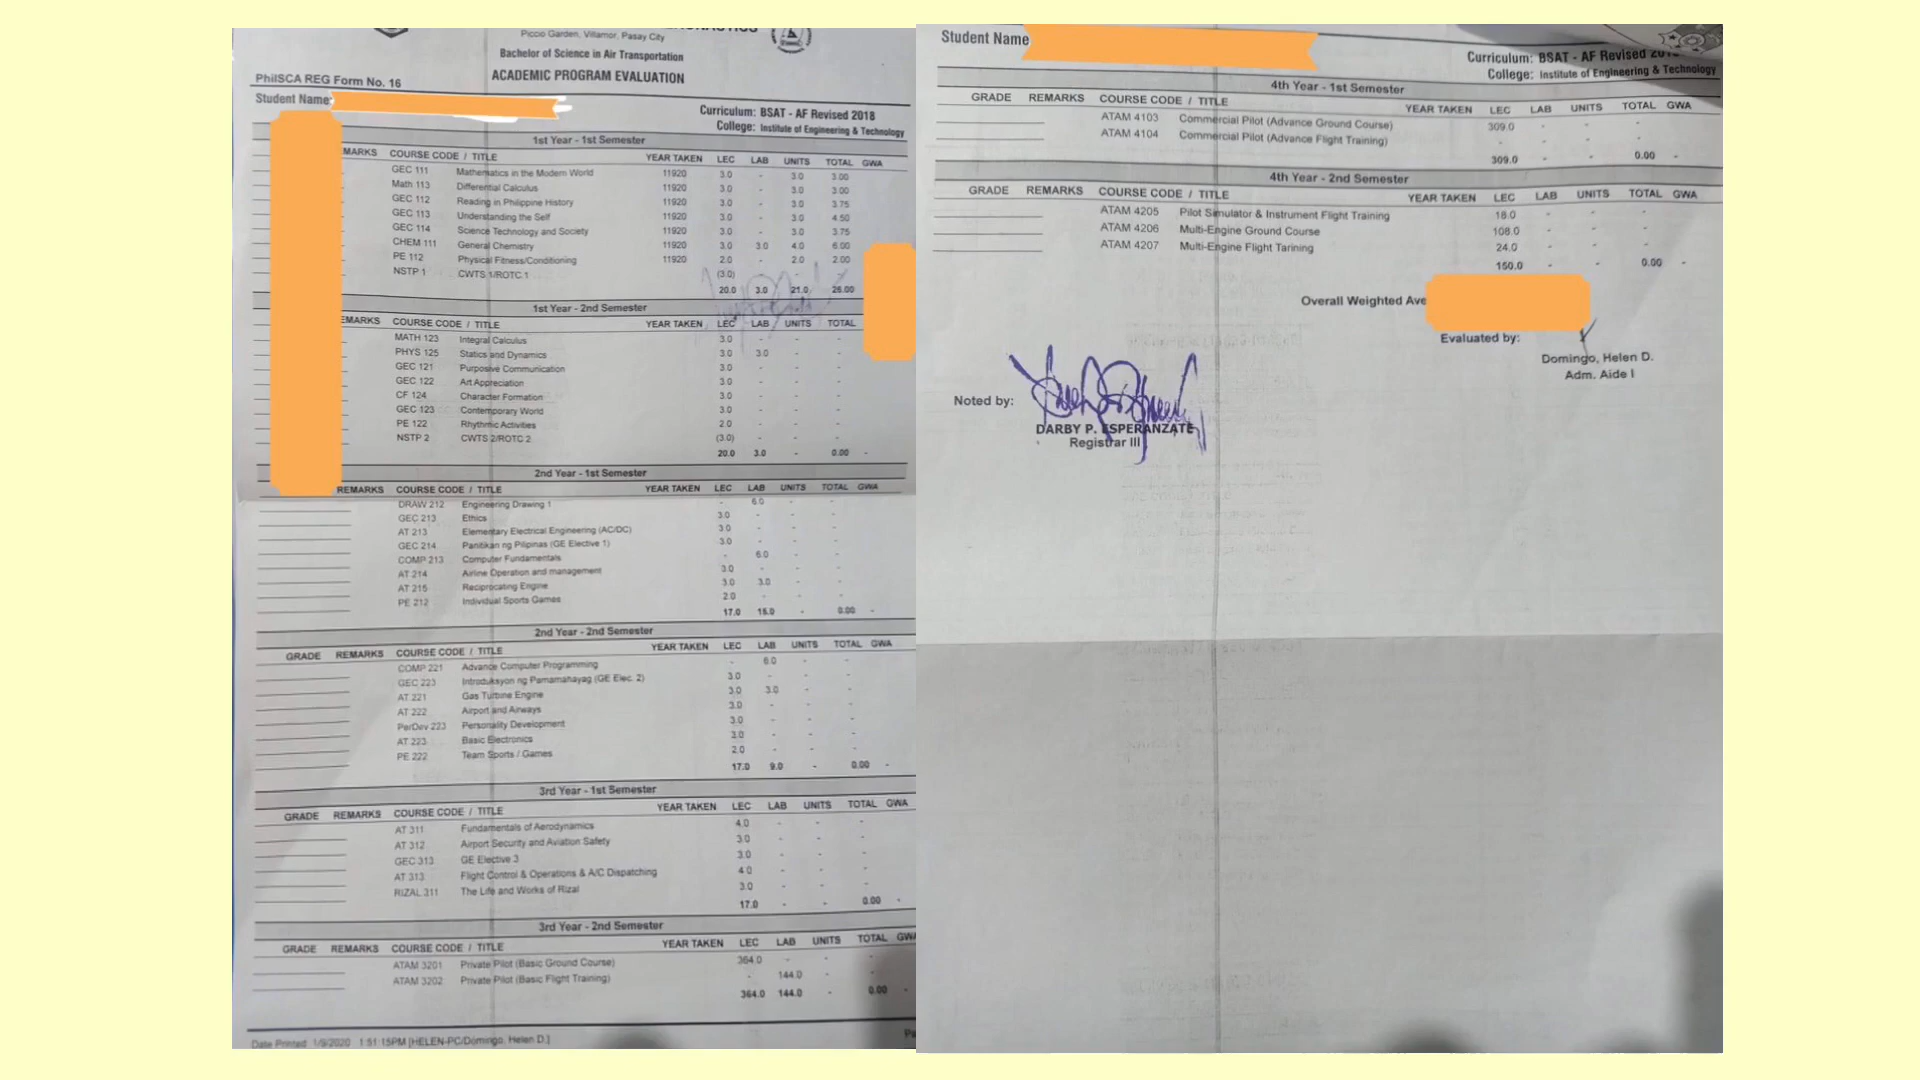 Piccio Garden, Villamor, Pasay City
Bachelor of Science in Air Transportation
ACADEMIC PROGRAM EVALUATION
PhilSCA REG Form No. 16
Student Name:
Curriculum: BSAT - AF Revised 2018
College: Institute of Engineering & Technology
1st Year - 1st Semester
MARKS COURSE CODE / TITLE YEAR TAKEN LEC LAB UNITS TOTAL GWA
GEC 111 Mathematics in the Modern World 11920 3.0 - 3.0 3.00
Math 113 Differential Calculus 11920 3.0 - 3.0 3.00
GEC 112 Reading in Philippine History 11920 3.0 - 3.0 3.75
GEC 113 Understanding the Self 11920 3.0 - 3.0 4.50
GEC 114 Science Technology and Society 11920 3.0 - 3.0 3.75
CHEM 111 General Chemistry 11920 3.0 3.0 4.0 6.00
PE 112 Physical Fitness/Conditioning 11920 2.0 - 2.0 2.00
NSTP 1 CWTS 1/ROTC 1 (3.0)
20.0 3.0 21.0 26.00
1st Year - 2nd Semester
EMARKS COURSE CODE / TITLE YEAR TAKEN LEC LAB UNITS TOTAL
MATH 123 Integral Calculus 3.0 - - -
PHYS 125 Statics and Dynamics 3.0 3.0 - -
GEC 121 Purposive Communication 3.0 - - -
GEC 122 Art Appreciation 3.0 - - -
CF 124 Character Formation 3.0 - - -
GEC 123 Contemporary World 3.0 - - -
PE 122 Rhythmic Activities 2.0 - - -
NSTP 2 CWTS 2/ROTC 2 (3.0) - - -
20.0 3.0 - 0.00 -
2nd Year - 1st Semester
REMARKS COURSE CODE / TITLE YEAR TAKEN LEC LAB UNITS TOTAL GWA
DRAW 212 Engineering Drawing 1 - 6.0 - -
GEC 213 Ethics 3.0 - - -
AT 213 Elementary Electrical Engineering (AC/DC) 3.0 - - -
GEC 214 Panitikan ng Pilipinas (GE Elective 1) 3.0 - - -
COMP 213 Computer Fundamentals - 6.0 - -
AT 214 Airline Operation and management 3.0 - - -
AT 215 Reciprocating Engine 3.0 3.0 - -
PE 212 Individual Sports Games 2.0 - - -
17.0 15.0 - 0.00 -
2nd Year - 2nd Semester
GRADE REMARKS COURSE CODE / TITLE YEAR TAKEN LEC LAB UNITS TOTAL GWA
COMP 221 Advance Computer Programming - 6.0 - -
GEC 223 Introduksyon ng Pamamahayag (GE Elec. 2) 3.0 - - -
AT 221 Gas Turbine Engine 3.0 3.0 - -
AT 222 Airport and Airways 3.0 - - -
PerDev 223 Personality Development 3.0 - - -
AT 223 Basic Electronics 3.0 - - -
PE 222 Team Sports / Games 2.0 - - -
17.0 9.0 - 0.00 -
3rd Year - 1st Semester
GRADE REMARKS COURSE CODE / TITLE YEAR TAKEN LEC LAB UNITS TOTAL GWA
AT 311 Fundamentals of Aerodynamics 4.0 - - -
AT 312 Airport Security and Aviation Safety 3.0 - - -
GEC 313 GE Elective 3 3.0 - - -
AT 313 Flight Control & Operations & A/C Dispatching 4.0 - - -
RIZAL 311 The Life and Works of Rizal 3.0 - - -
17.0 - - 0.00 -
3rd Year - 2nd Semester
GRADE REMARKS COURSE CODE / TITLE YEAR TAKEN LEC LAB UNITS TOTAL GWA
ATAM 3201 Private Pilot (Basic Ground Course) 364.0 - - -
ATAM 3202 Private Pilot (Basic Flight Training) - 144.0 - -
364.0 144.0 - 0.00 -
Date Printed 1/9/2020 1:51:15PM [HELEN-PC/Domingo, Helen D.]
Student Name
Curriculum: BSAT - AF Revised
College: Institute of Engineering & Technology
4th Year - 1st Semester
GRADE REMARKS COURSE CODE / TITLE YEAR TAKEN LEC LAB UNITS TOTAL GWA
ATAM 4103 Commercial Pilot (Advance Ground Course) 309.0 - - -
ATAM 4104 Commercial Pilot (Advance Flight Training) - - - -
309.0 - - 0.00 -
4th Year - 2nd Semester
GRADE REMARKS COURSE CODE / TITLE YEAR TAKEN LEC LAB UNITS TOTAL GWA
ATAM 4205 Pilot Simulator & Instrument Flight Training 18.0 - - -
ATAM 4206 Multi-Engine Ground Course 108.0 - - -
ATAM 4207 Multi-Engine Flight Tarining 24.0 - - -
150.0 - - 0.00 -
Overall Weighted Ave
Evaluated by:
Domingo, Helen D.
Adm. Aide I
Noted by:
DARBY P. ESPERANZATE
Registrar III